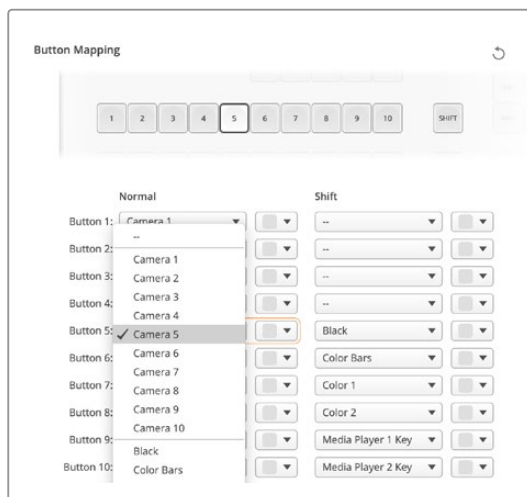 Button Mapping
1 2 3 4 5 6 7 8 9 10 SHIFT
Normal Shift
Button 1: Camera 1 --
Button 2: --
Button 3: --
Button 4: --
Button 5: Black
Button 6: Color Bars
Button 7: Color 1
Button 8: Color 2
Button 9: Media Player 1 Key
Button 10: Media Player 2 Key
--
Camera 1
Camera 2
Camera 3
Camera 4
✓ Camera 5
Camera 6
Camera 7
Camera 8
Camera 9
Camera 10
Black
Color Bars